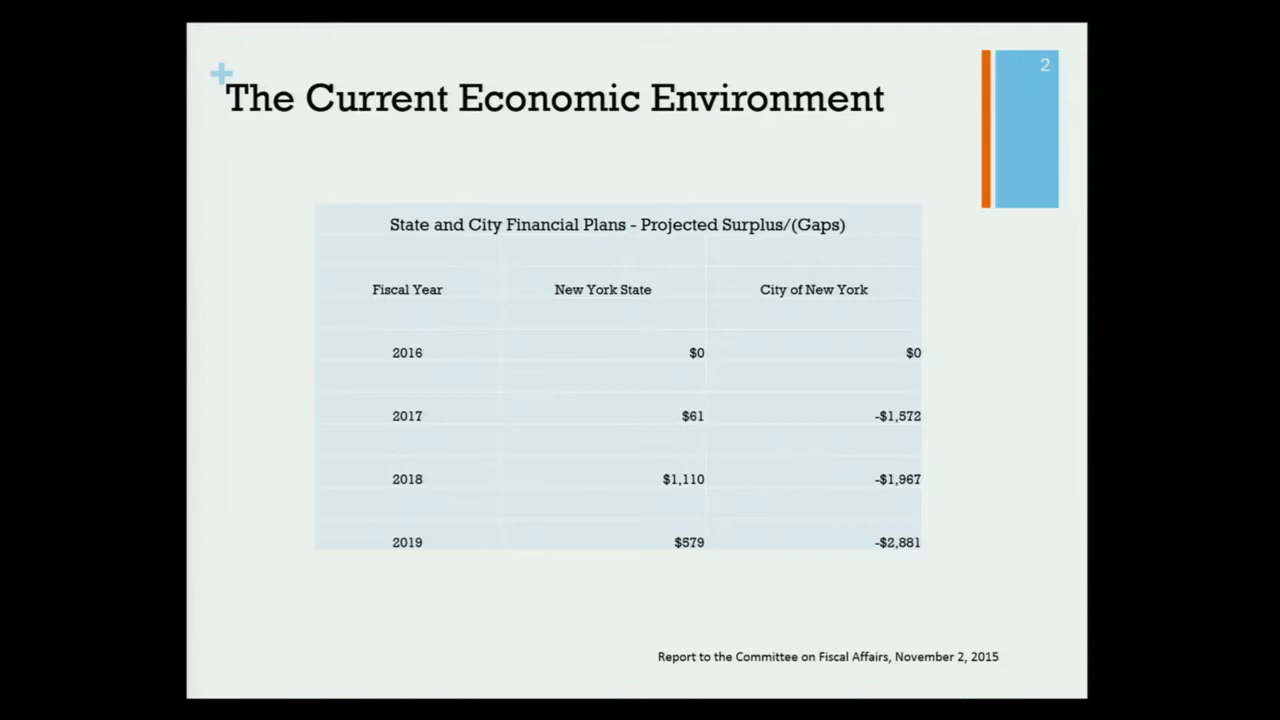 2
+
The Current Economic Environment
State and City Financial Plans - Projected Surplus/(Gaps)
Fiscal Year New York State City of New York
2016 $0 $0
2017 $61 -$1,572
2018 $1,110 -$1,967
2019 $579 -$2,881
Report to the Committee on Fiscal Affairs, November 2, 2015